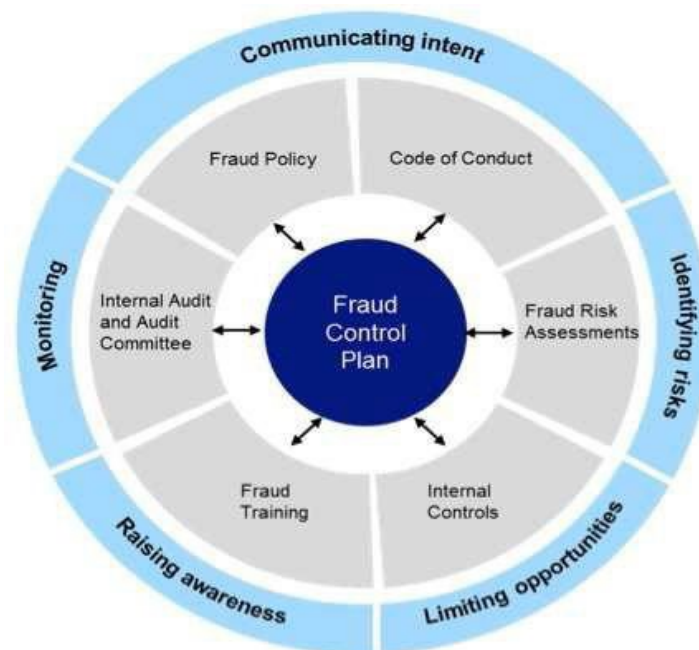 Communicating intent
Fraud Policy
Code of Conduct
Monitoring
Internal Audit
and Audit
Committee
Fraud
Control
Plan
Fraud Risk
Assessments
Identifying risks
Fraud
Training
Internal
Controls
Raising awareness
Limiting opportunities